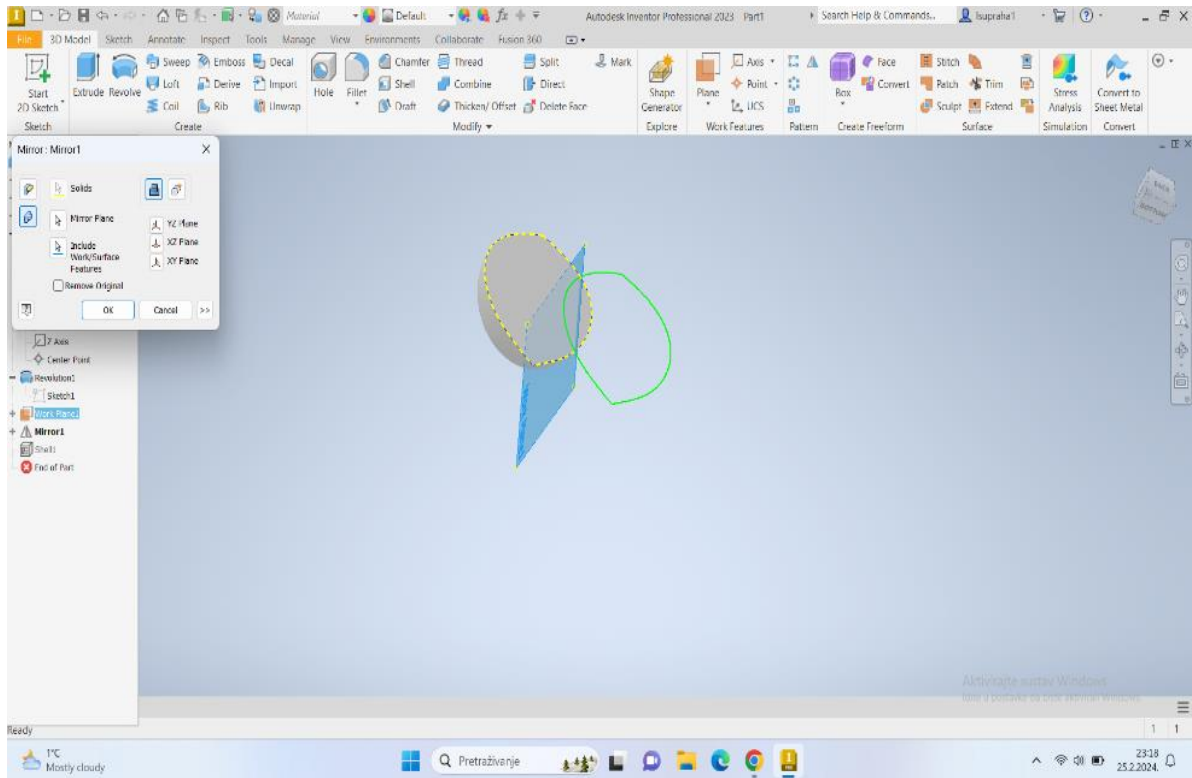 Material
Default
Autodesk Inventor Professional 2023 Part1
Search Help & Commands...
lsupraha1
File 3D Model Sketch Annotate Inspect Tools Manage View Environments Collaborate Fusion 360
Start
2D Sketch
Extrude Revolve
Sweep Emboss Decal
Loft Derive Import
Coil Rib Unwrap
Hole Fillet
Chamfer Thread Split Mark
Shell Combine Direct
Draft Thicken/ Offset Delete Face
Shape
Generator
Plane
Axis
Point
UCS
Box
Face
Convert
Stitch
Patch Trim
Sculpt Extend
Stress
Analysis
Convert to
Sheet Metal
Sketch Create Modify Explore Work Features Pattern Create Freeform Surface Simulation Convert
Mirror : Mirror1
Solids
Mirror Plane
Include
Work/Surface
Features
YZ Plane
XZ Plane
XY Plane
Remove Original
OK Cancel >>
Z Axis
Center Point
Revolution1
Sketch1
Work Plane1
Mirror1
Shell1
End of Part
Aktivirajte sustav Windows
Ready
1 1
1°C
Mostly cloudy
Pretraživanje
23:18
25.2.2024.